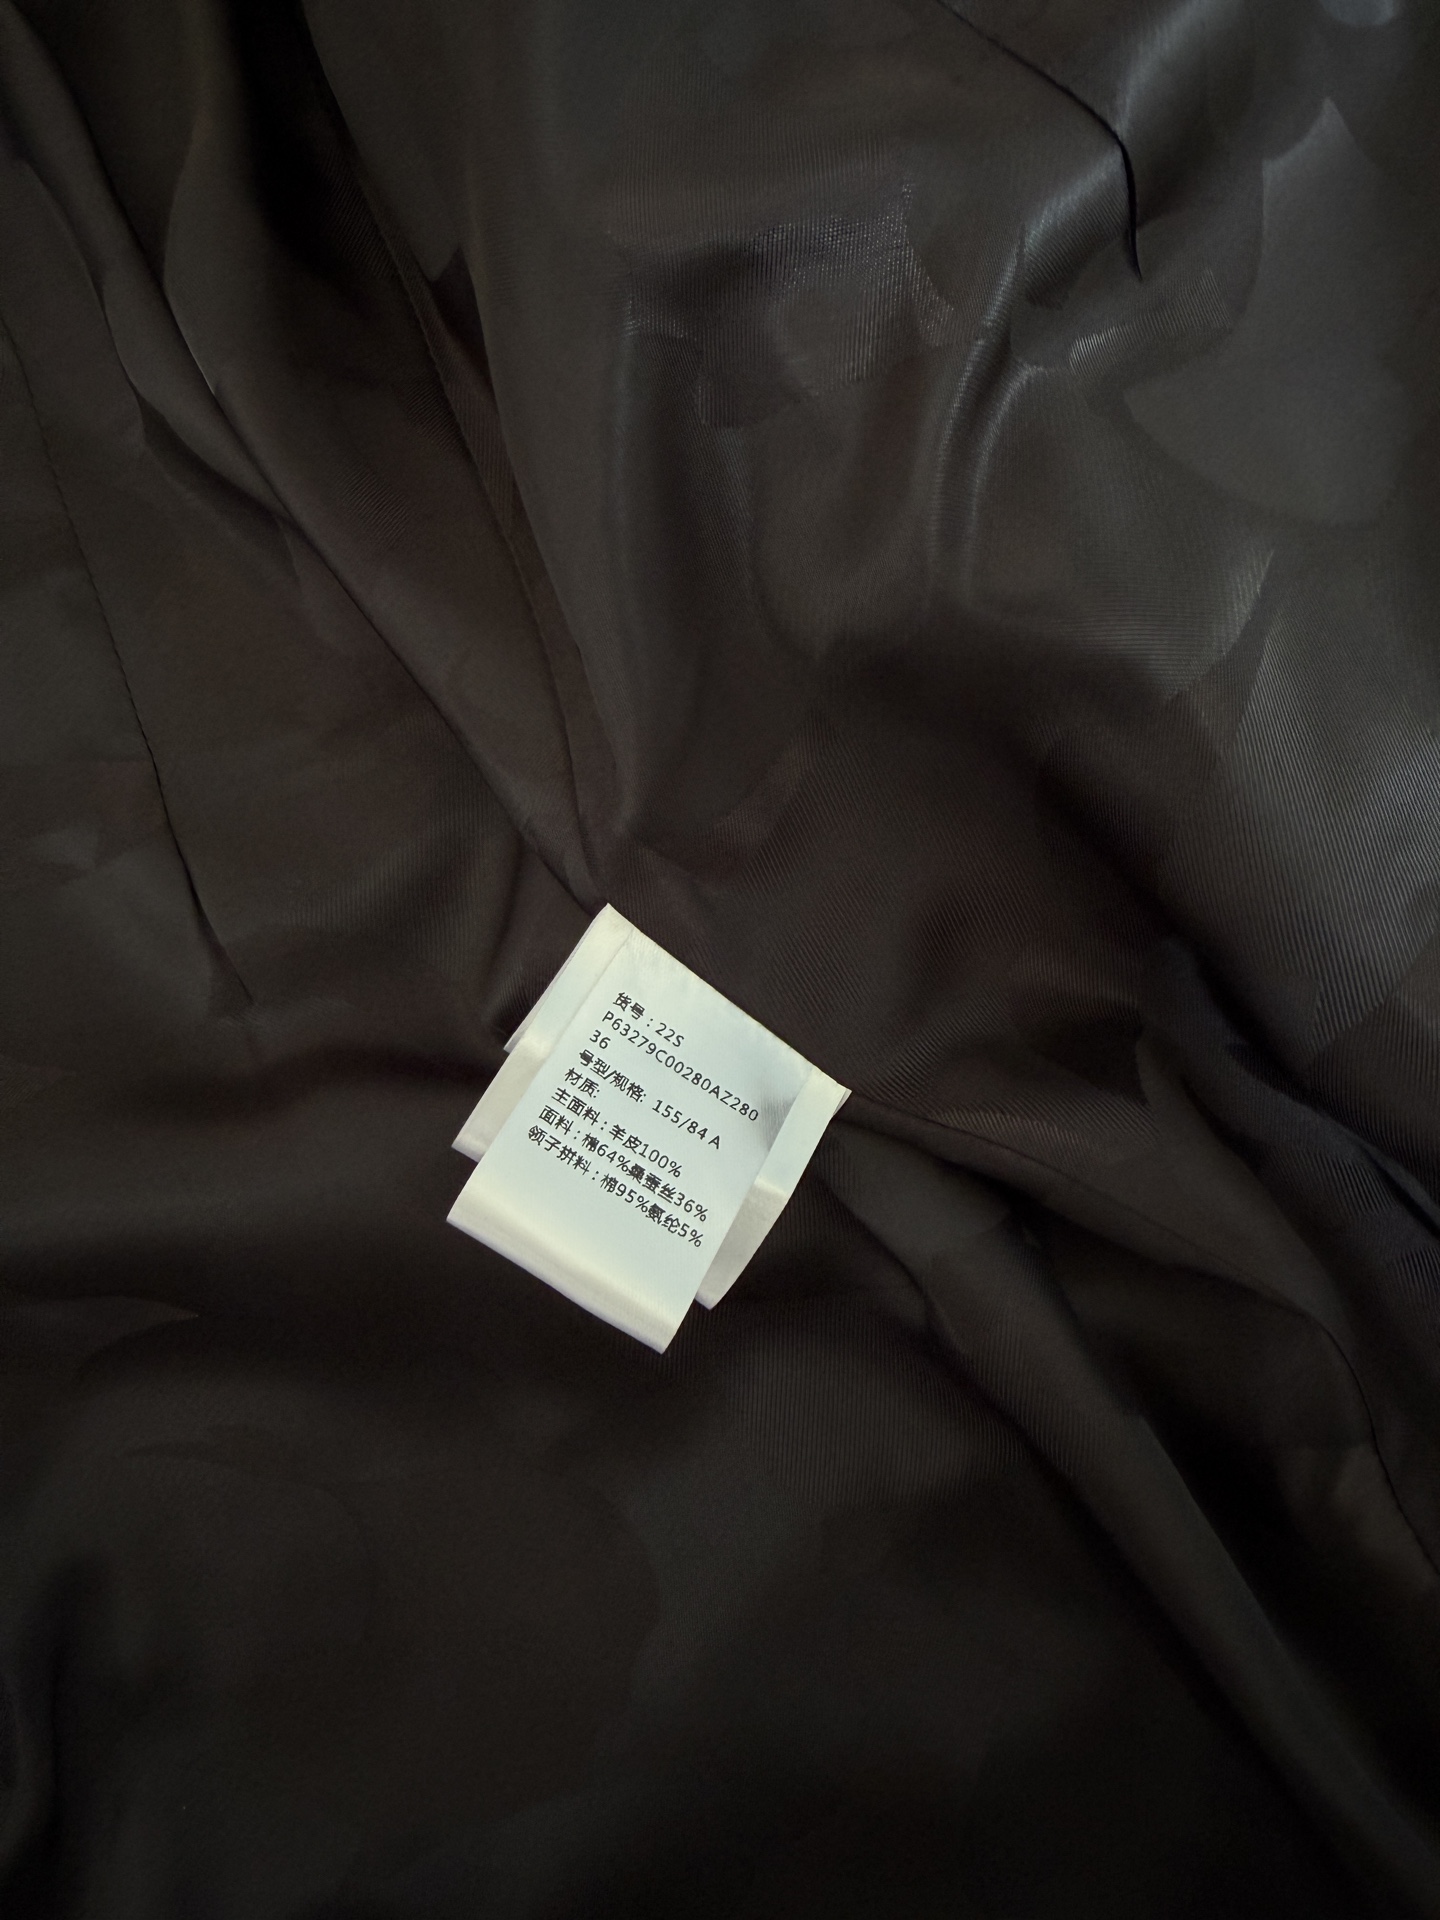 货号：22S
P63279C00280AZ280
36
号型/规格: 155/84 A
材质:
主面料：羊皮100%
面料：棉64%桑蚕丝36%
领子拼料：棉95%氨纶5%